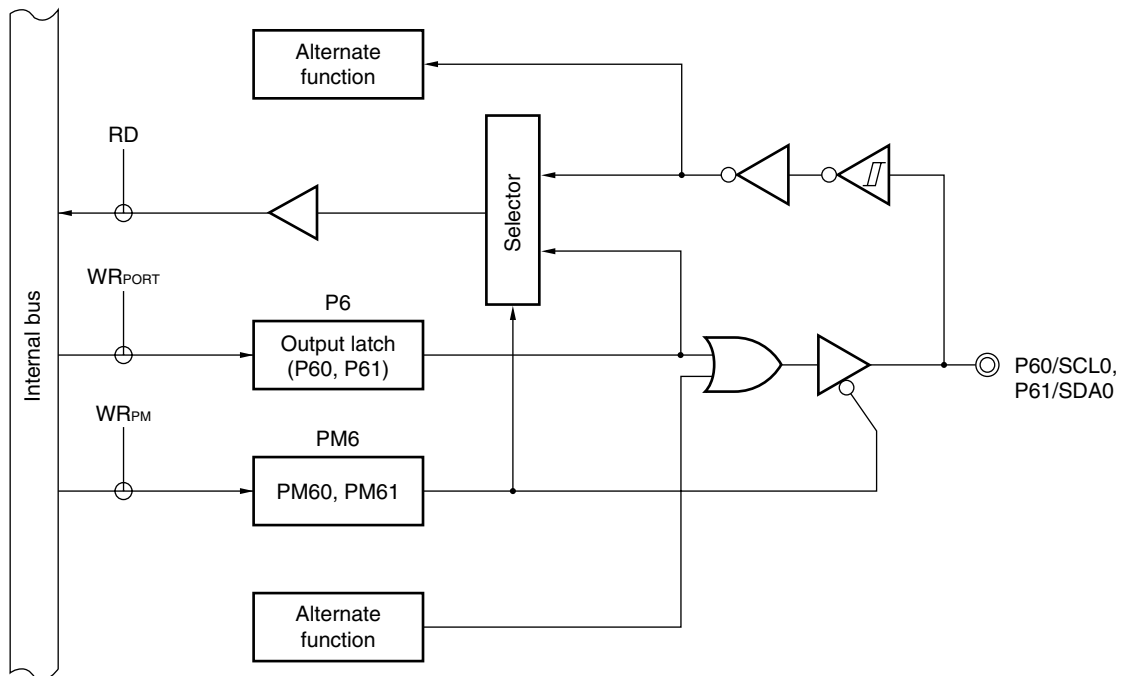 Alternate
function
RD
Selector
WRPORT
P6
Internal bus
Output latch
(P60, P61)
P60/SCL0,
P61/SDA0
WRPM
PM6
PM60, PM61
Alternate
function